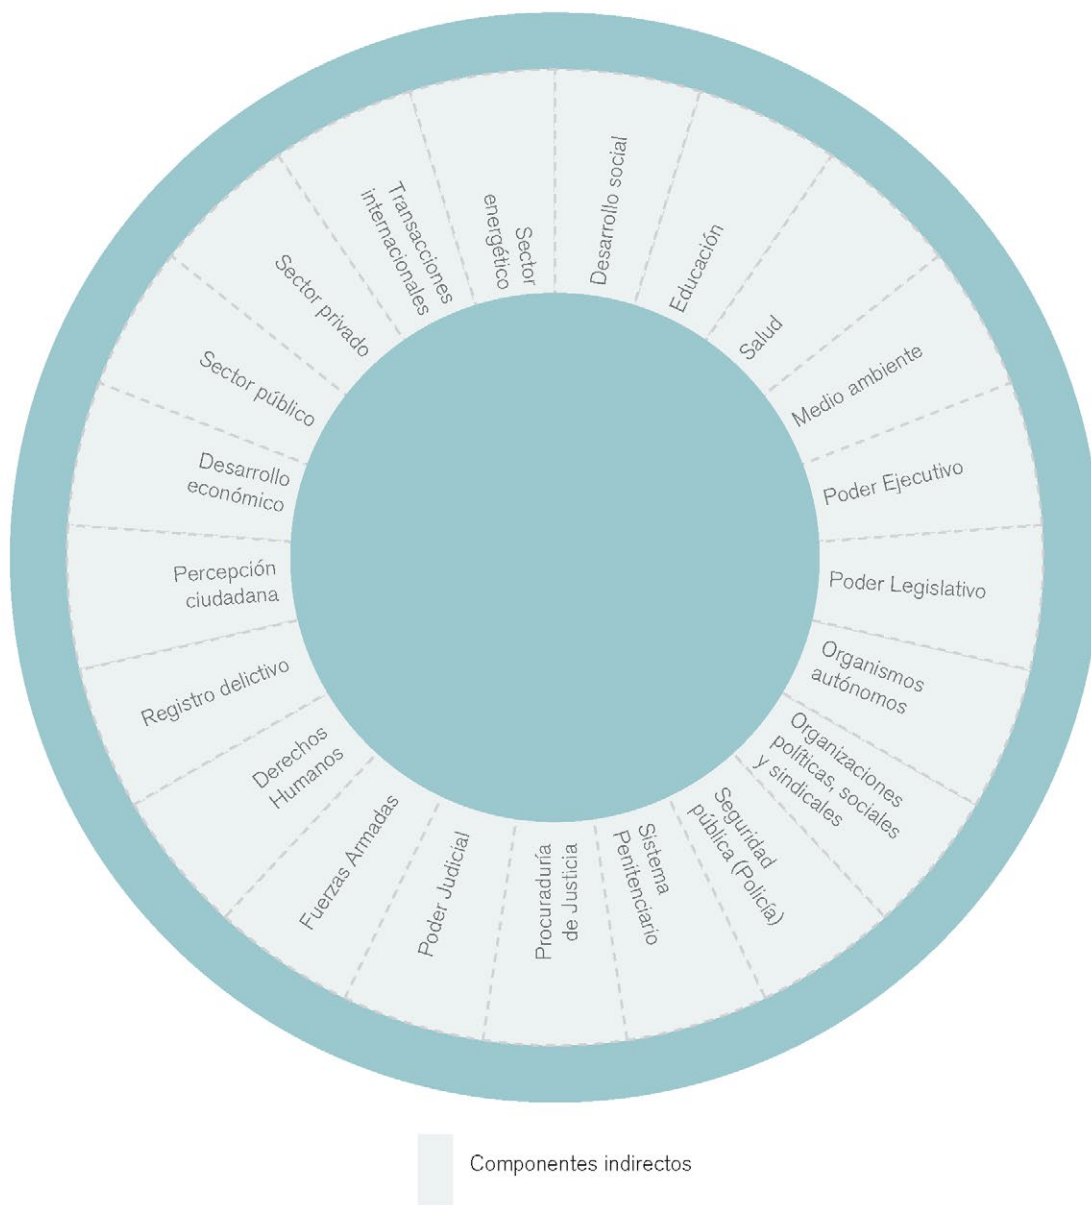 Desarrollo social
Educación
Salud
Medio ambiente
Poder Ejecutivo
Poder Legislativo
Organismos
autónomos
Organizaciones
políticas, sociales
y sindicales
Seguridad
pública (Policía)
Sistema
Penitenciario
Procuraduría
de Justicia
Poder Judicial
Fuerzas Armadas
Derechos
Humanos
Registro delictivo
Percepción
ciudadana
Desarrollo
económico
Sector público
Sector privado
Transacciones
internacionales
Sector
energético
Componentes indirectos